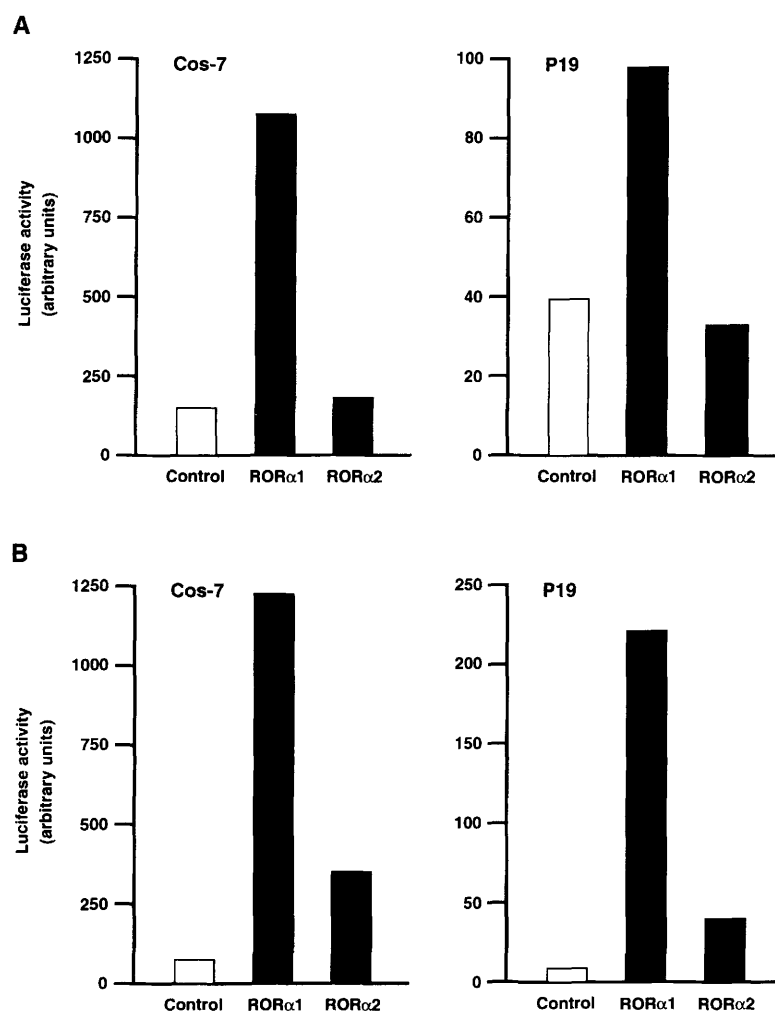 A
Cos-7
Luciferase activity
(arbitrary units)
1250
1000
750
500
250
0
Control RORα1 RORα2
P19
100
80
60
40
20
0
Control RORα1 RORα2
B
Cos-7
Luciferase activity
(arbitrary units)
1250
1000
750
500
250
0
Control RORα1 RORα2
P19
250
200
150
100
50
0
Control RORα1 RORα2